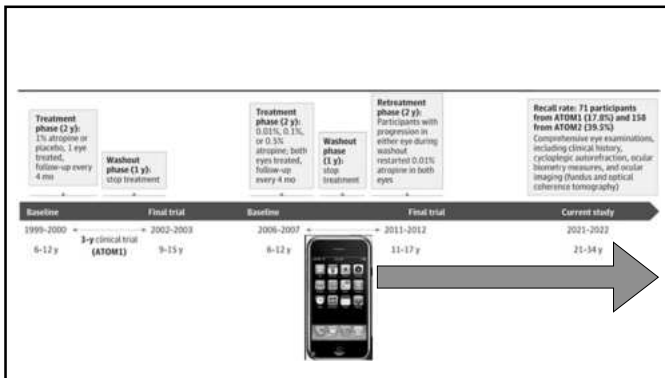 Treatment
phase (2 y):
1% atropine or
placebo, 1 eye
treated,
follow-up every
4 mo
Washout
phase (1 y):
stop treatment
Treatment
phase (2 y):
0.01%, 0.1%,
or 0.5%
atropine; both
eyes treated,
follow-up
every 4 mo
Washout
phase
(1 y):
stop
treatment
Retreatment
phase (2 y):
Participants with
progression in
either eye during
washout
restarted 0.01%
atropine in both
eyes
Recall rate: 71 participants
from ATOM1 (17.8%) and 158
from ATOM2 (39.5%)
Comprehensive eye examinations,
including clinical history,
cycloplegic autorefraction, ocular
biometry measures, and ocular
imaging (fundus and optical
coherence tomography)
Baseline
Final trial
Baseline
Final trial
Current study
1999-2000
2002-2003
2006-2007
2011-2012
2021-2022
3-y clinical trial
(ATOM1)
6-12 y
9-15 y
6-12 y
11-17 y
21-34 y